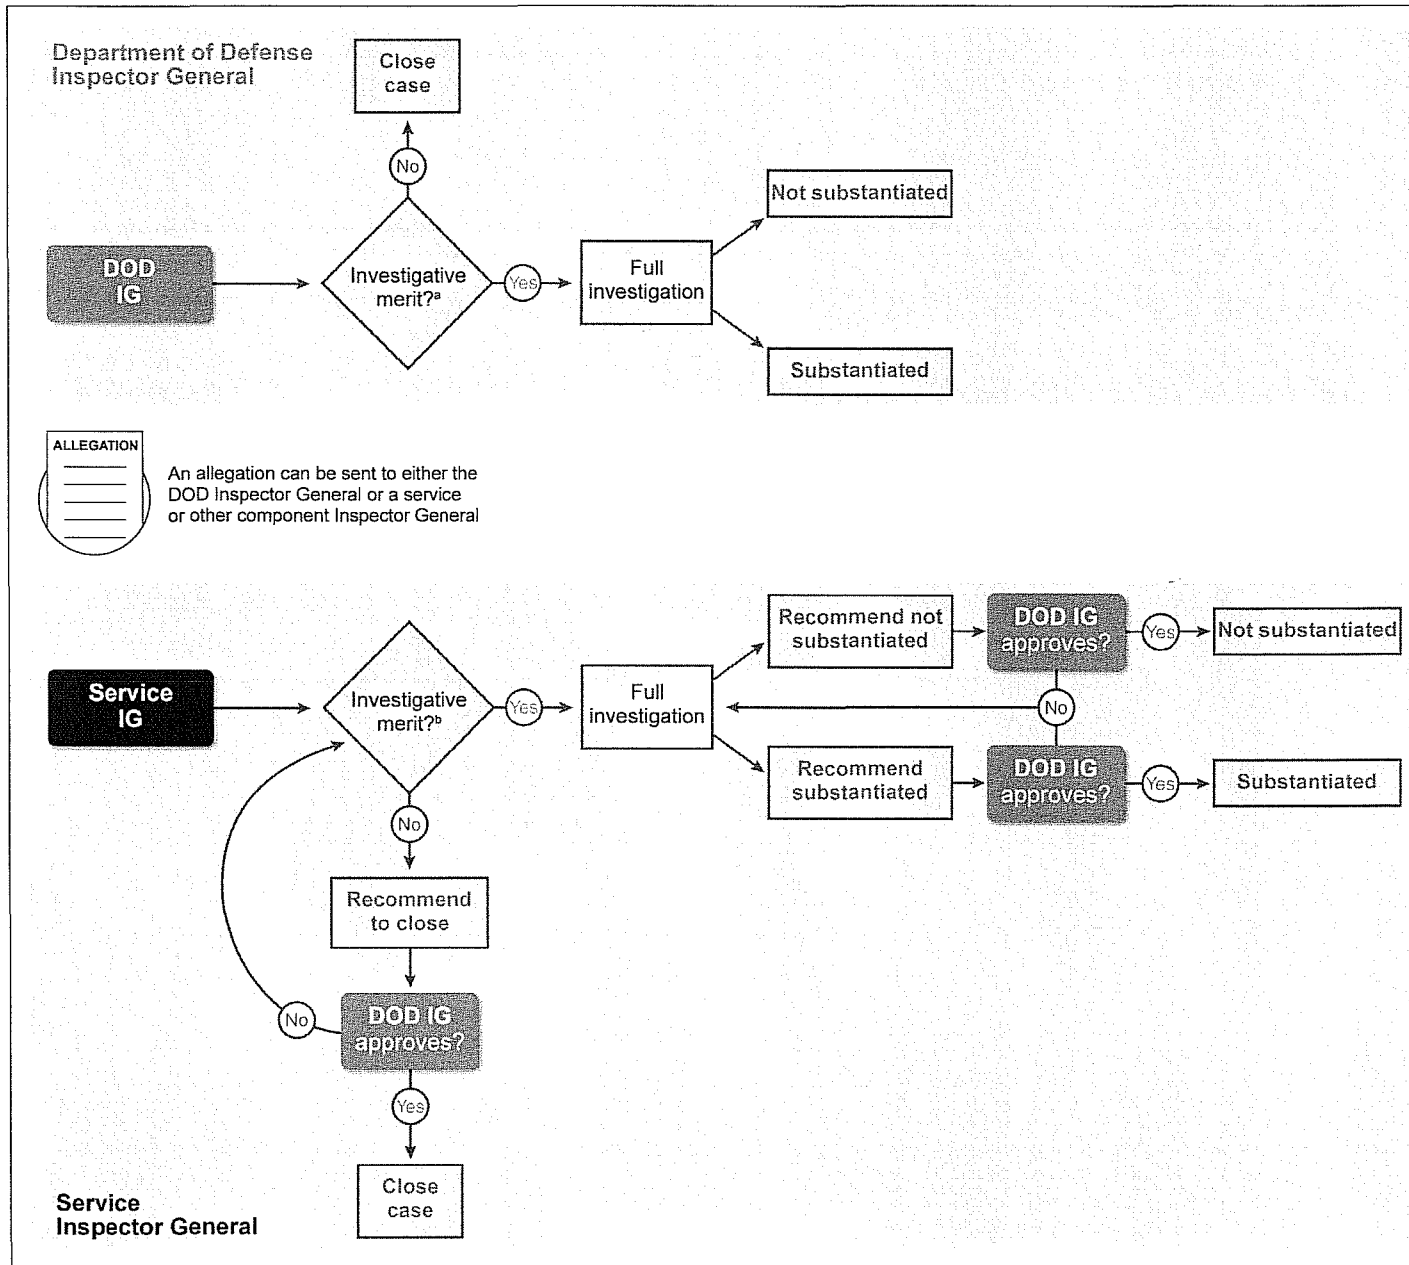 Department of Defense
Inspector General
Close
case
No
DOD
IG
Investigative
merit?ᵃ
Yes
Full
investigation
Not substantiated
Substantiated
ALLEGATION
An allegation can be sent to either the
DOD Inspector General or a service
or other component Inspector General
Service
IG
Investigative
merit?ᵇ
Yes
Full
investigation
Recommend not
substantiated
DOD IG
approves?
Yes
Not substantiated
No
Recommend
substantiated
DOD IG
approves?
Yes
Substantiated
No
Recommend
to close
DOD IG
approves?
No
Yes
Close
case
Service
Inspector General